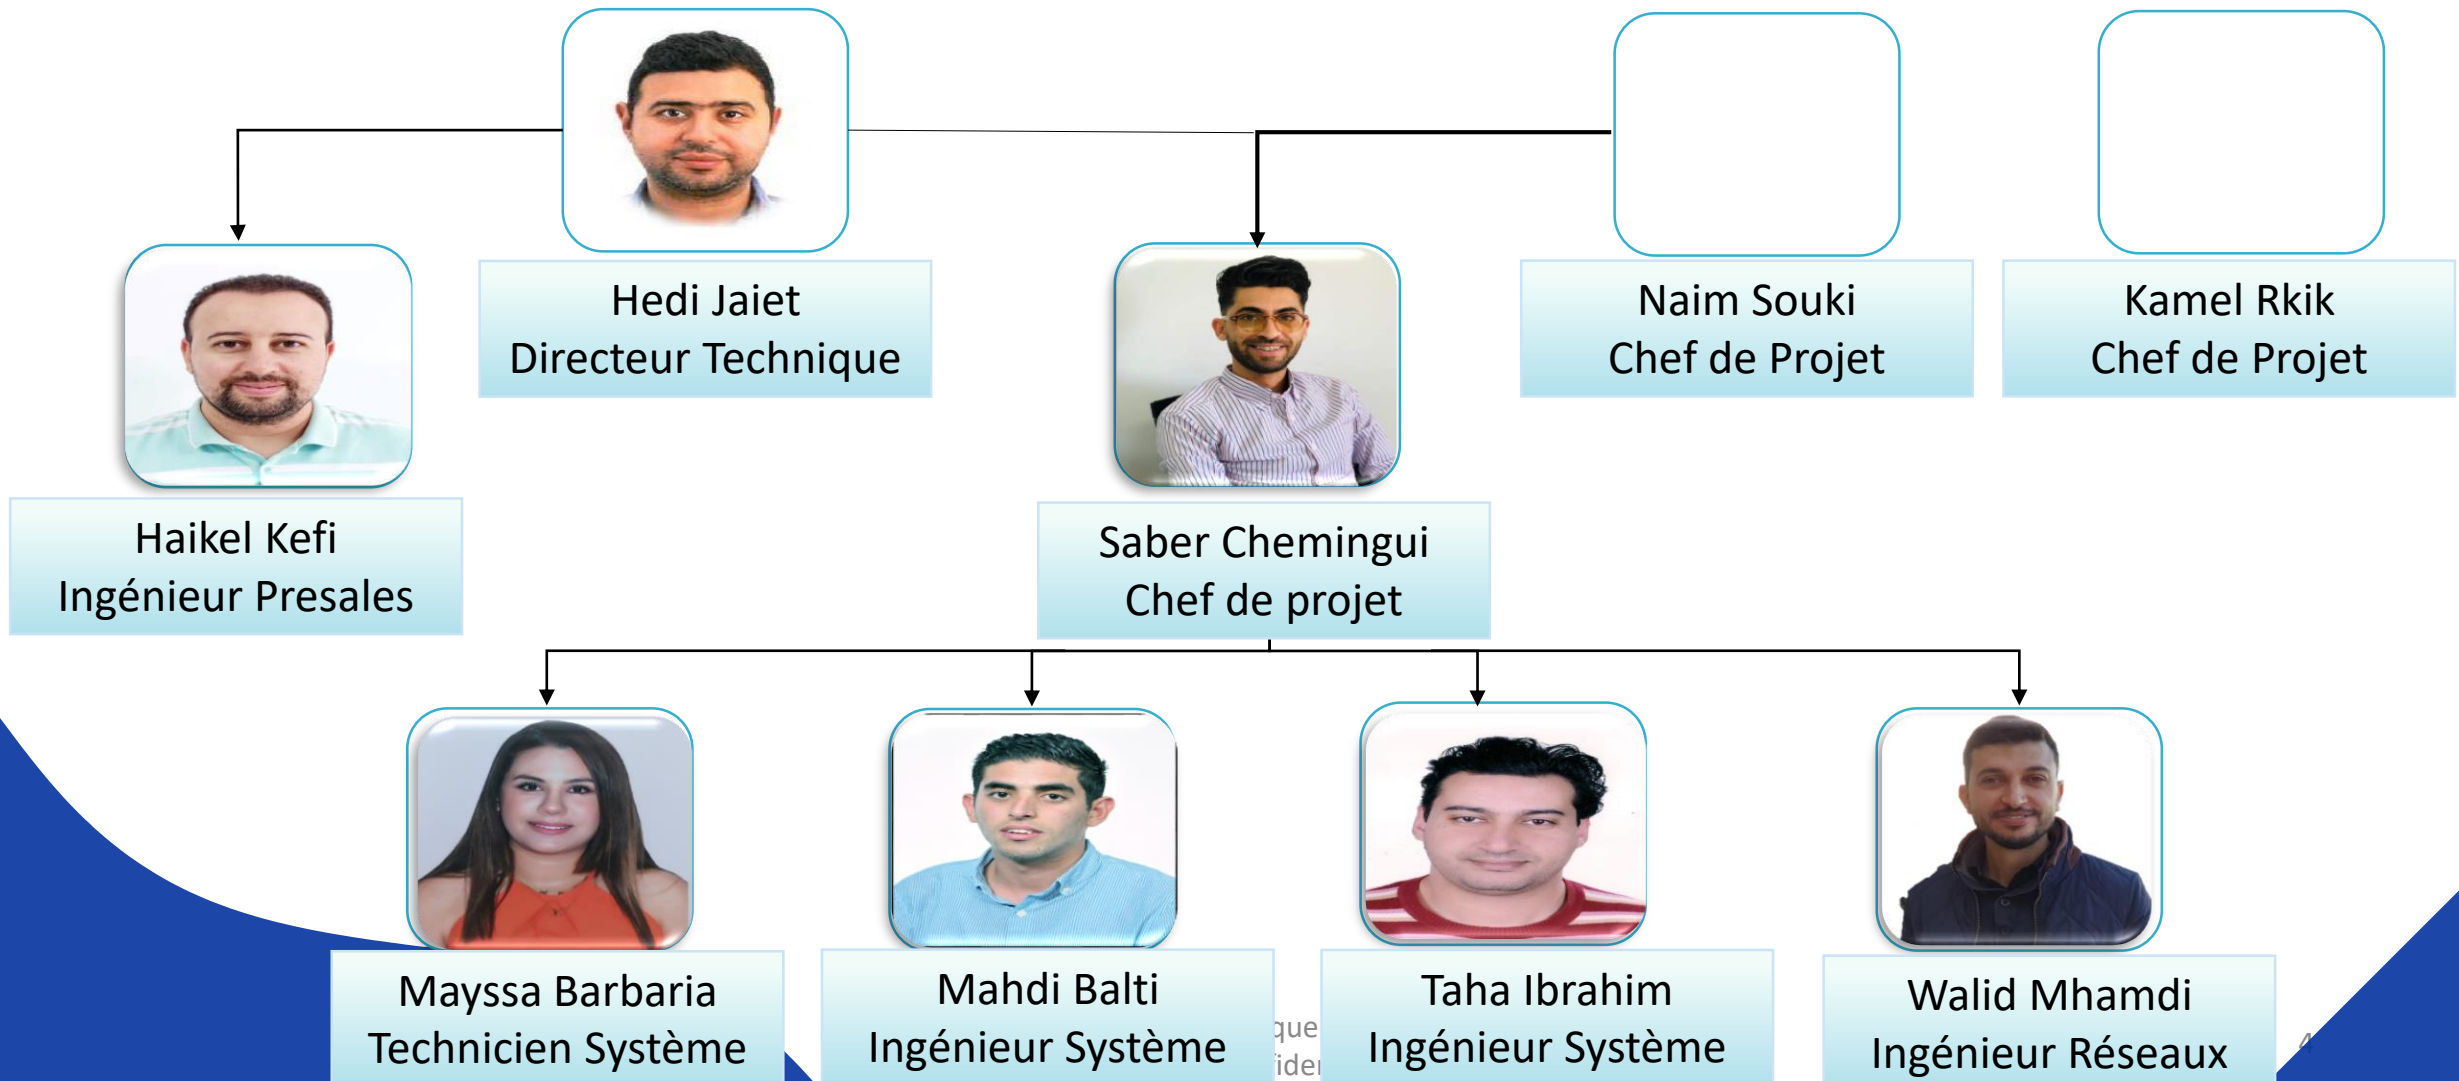 Hedi Jaiet
Directeur Technique
Naim Souki
Chef de Projet
Kamel Rkik
Chef de Projet
Haikel Kefi
Ingénieur Presales
Saber Chemingui
Chef de projet
Mayssa Barbaria
Technicien Système
Mahdi Balti
Ingénieur Système
Taha Ibrahim
Ingénieur Système
Walid Mhamdi
Ingénieur Réseaux
4